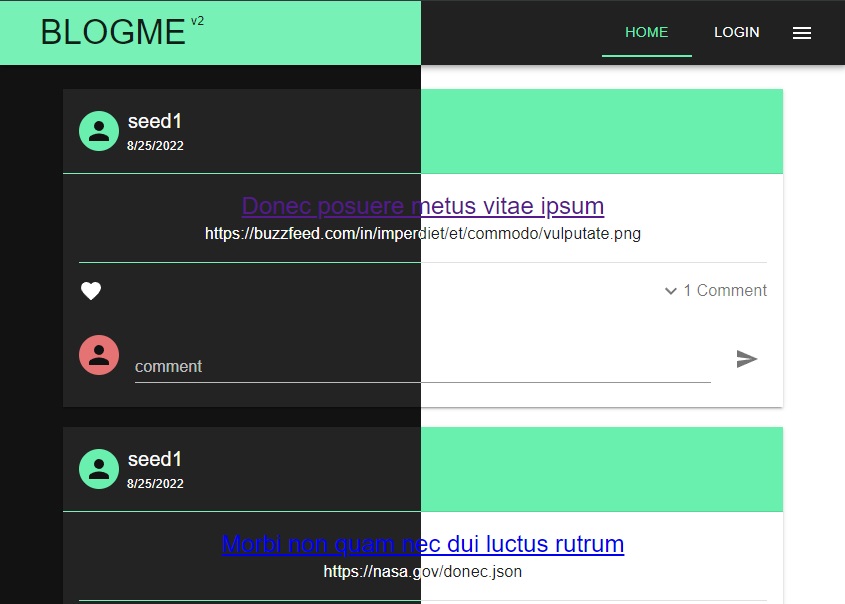 BLOGME v2
HOME LOGIN
seed1
8/25/2022
Donec posuere metus vitae ipsum
https://buzzfeed.com/in/imperdiet/et/commodo/vulputate.png
1 Comment
comment
seed1
8/25/2022
Morbi non quam nec dui luctus rutrum
https://nasa.gov/donec.json